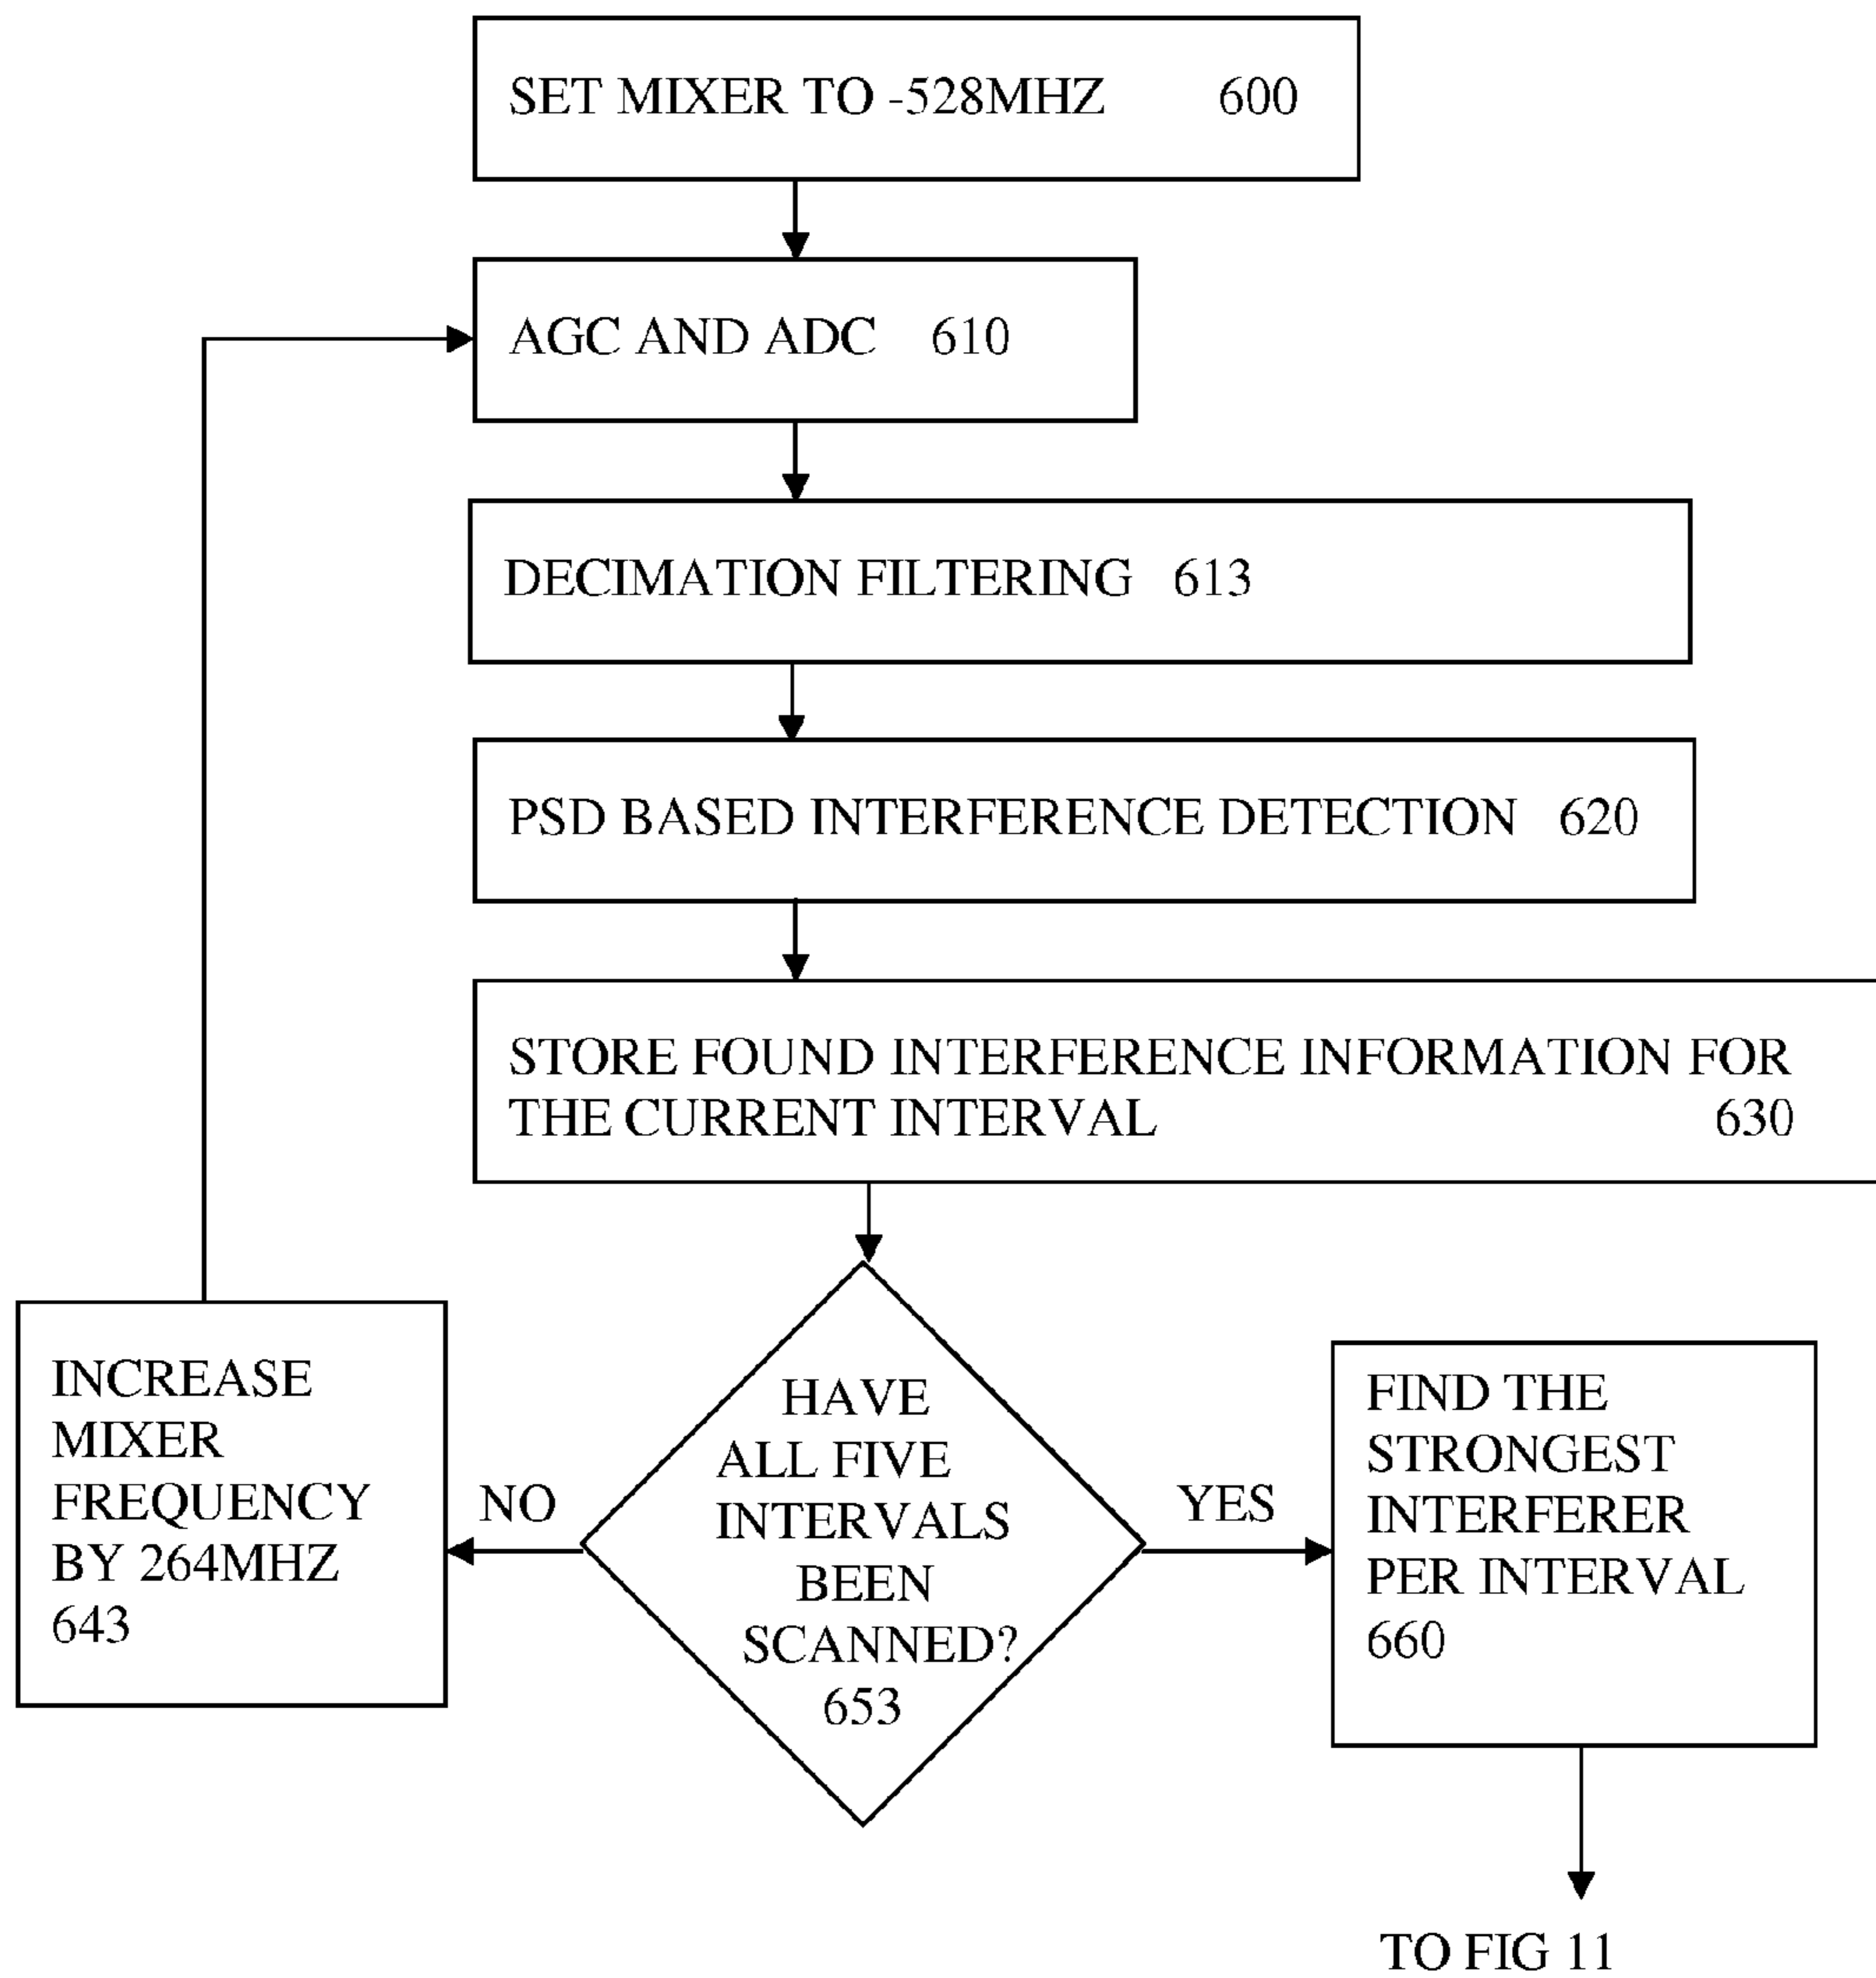 SET MIXER TO -528MHZ 600
AGC AND ADC 610
DECIMATION FILTERING 613
PSD BASED INTERFERENCE DETECTION 620
STORE FOUND INTERFERENCE INFORMATION FOR
THE CURRENT INTERVAL 630
INCREASE
MIXER
FREQUENCY
BY 264MHZ
643
NO
HAVE
ALL FIVE
INTERVALS
BEEN
SCANNED?
653
YES
FIND THE
STRONGEST
INTERFERER
PER INTERVAL
660
TO FIG 11